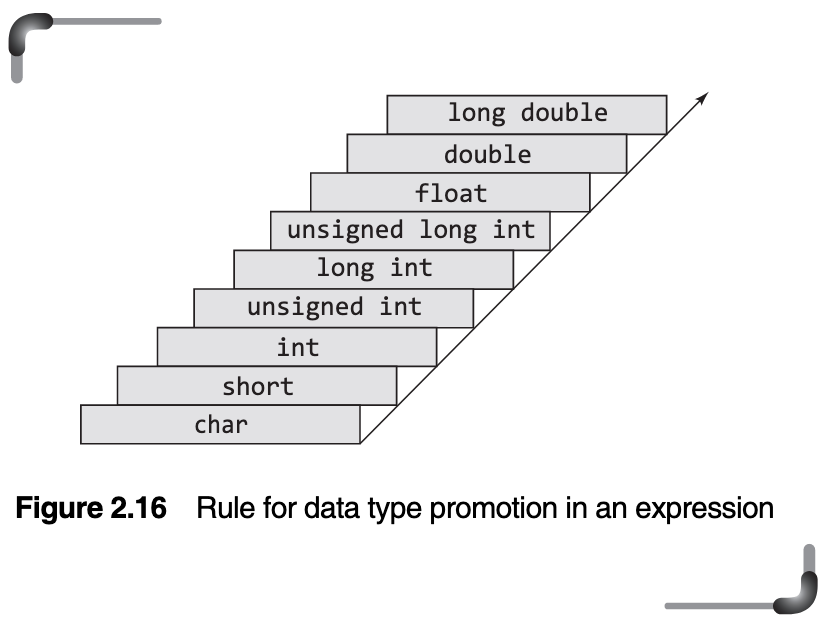 long double
double
float
unsigned long int
long int
unsigned int
int
short
char
Figure 2.16 Rule for data type promotion in an expression